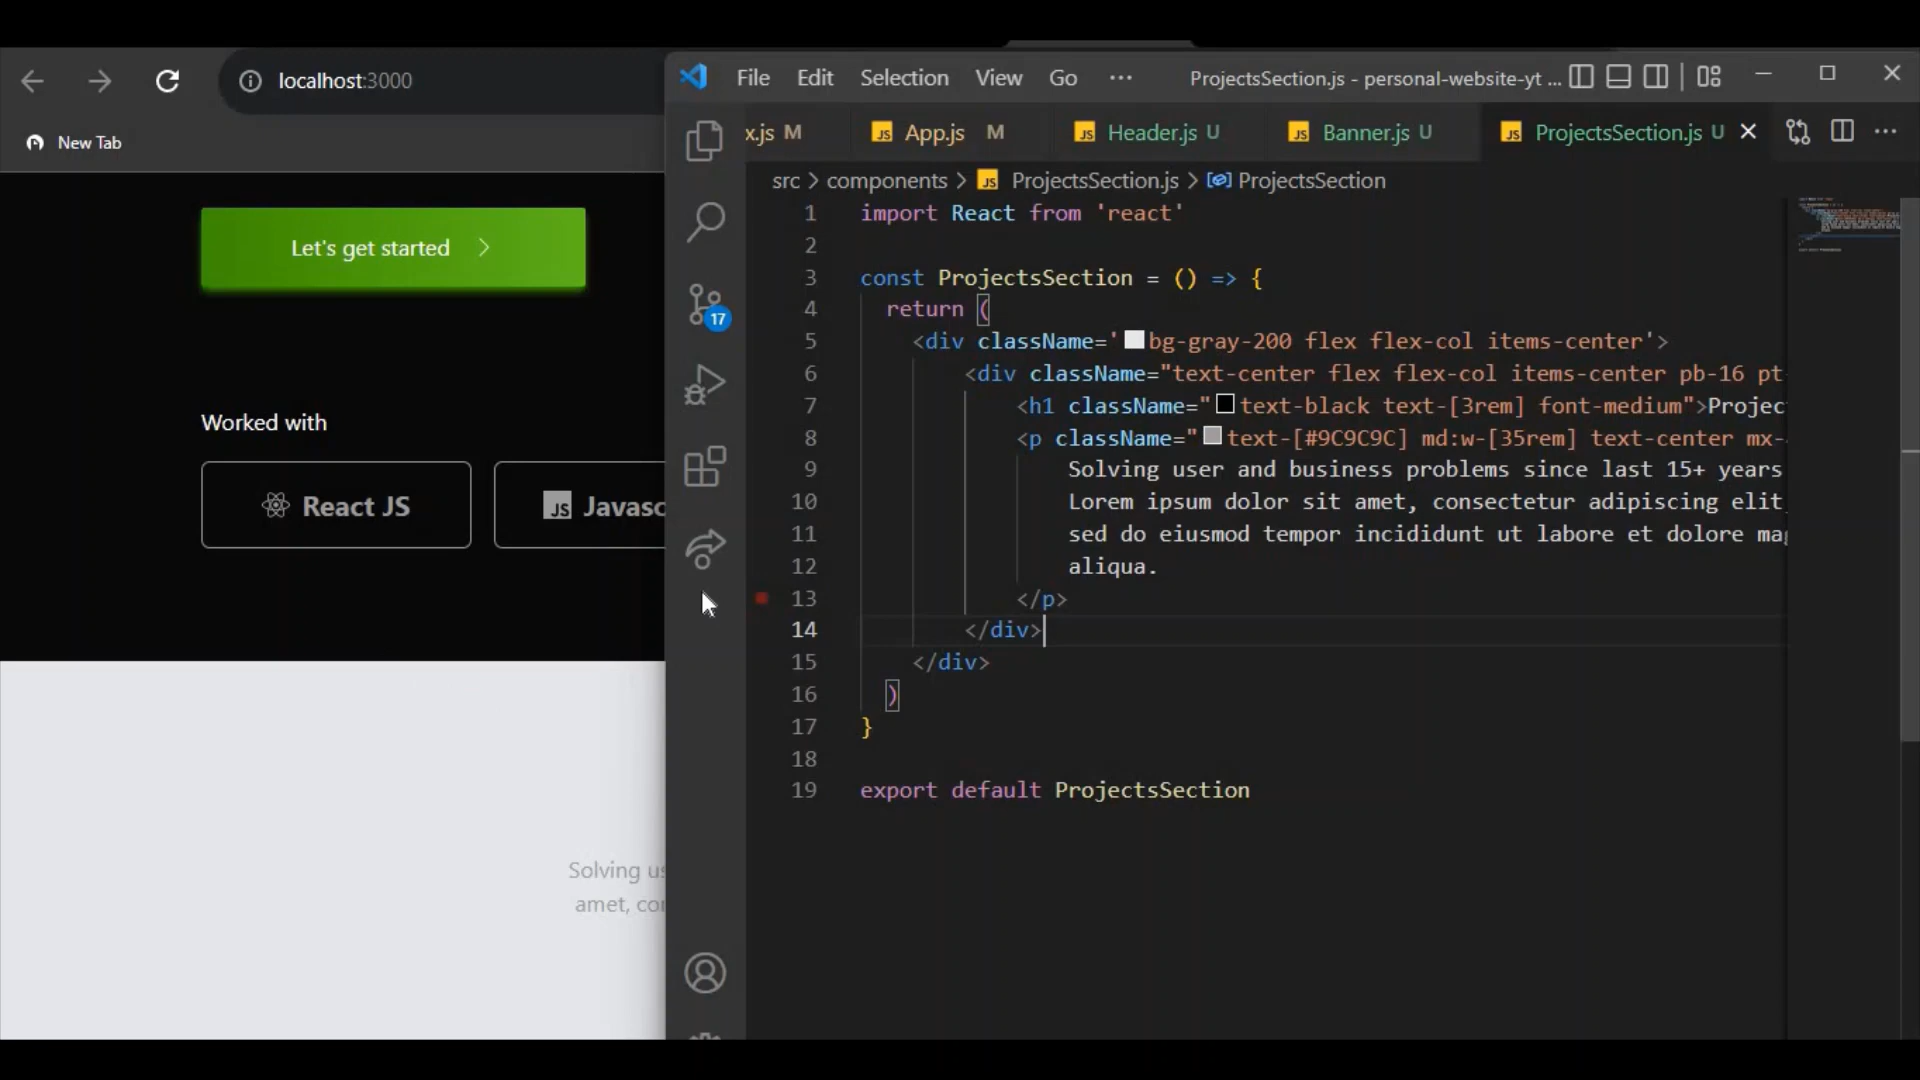 localhost:3000
New Tab
Let's get started
Worked with
React JS
JS
Solving
amet,
File Edit Selection View Go ··· ProjectsSection.js - personal-website-yt ...
x.js M JS App.js M JS Header.js U JS Banner.js U JS ProjectsSection.js U
src > components > JS ProjectsSection.js > ProjectsSection
17
1 import React from 'react'
2
3 const ProjectsSection = () => {
4 return (
5 <div className='bg-gray-200 flex flex-col items-center'>
6 <div className="text-center flex flex-col items-center pb-16 pt-
7 <h1 className="text-black text-[3rem] font-medium">Projec
8 <p className="text-[#9C9C9C] md:w-[35rem] text-center mx-
9 Solving user and business problems since last 15+ years
10 Lorem ipsum dolor sit amet, consectetur adipiscing elit
11 sed do eiusmod tempor incididunt ut labore et dolore ma
12 aliqua.
13 </p>
14 </div>
15 </div>
16 )
17 }
18
19 export default ProjectsSection